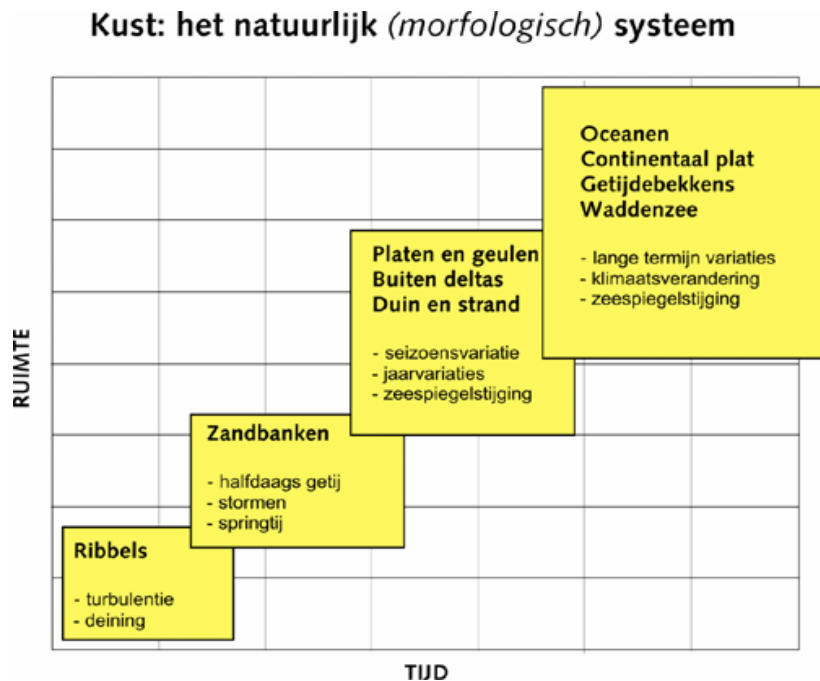 Kust: het natuurlijk (morfologisch) systeem
Oceanen
Continentaal plat
Getijdebekkens
Waddenzee
- lange termijn variaties
- klimaatsverandering
- zeespiegelstijging
Platen en geulen
Buiten deltas
Duin en strand
- seizoensvariatie
- jaarvariaties
- zeespiegelstijging
Zandbanken
- halfdaags getij
- stormen
- springtij
Ribbels
- turbulentie
- deining
RUIMTE
TIJD